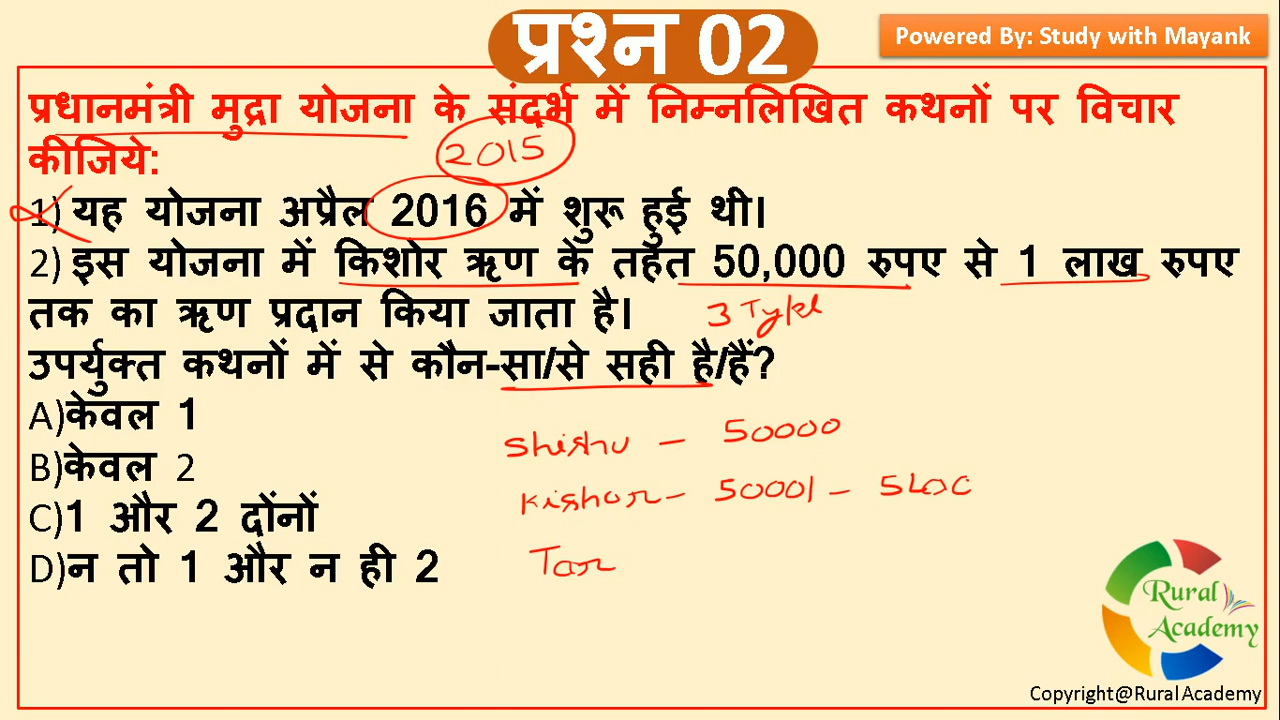 प्रश्न 02
Powered By: Study with Mayank
प्रधानमंत्री मुद्रा योजना के संदर्भ में निम्नलिखित कथनों पर विचार
कीजिये:
2015
1) यह योजना अप्रैल 2016 में शुरू हुई थी।
2) इस योजना में किशोर ऋण के तहत 50,000 रुपए से 1 लाख रुपए
तक का ऋण प्रदान किया जाता है।
3 Type
उपर्युक्त कथनों में से कौन-सा/से सही है/हैं?
A)केवल 1
B)केवल 2
C)1 और 2 दोंनों
D)न तो 1 और न ही 2
Shishu - 50000
Kishor - 50001 - 5
Tar
Rural
Academy
Copyright@Rural Academy